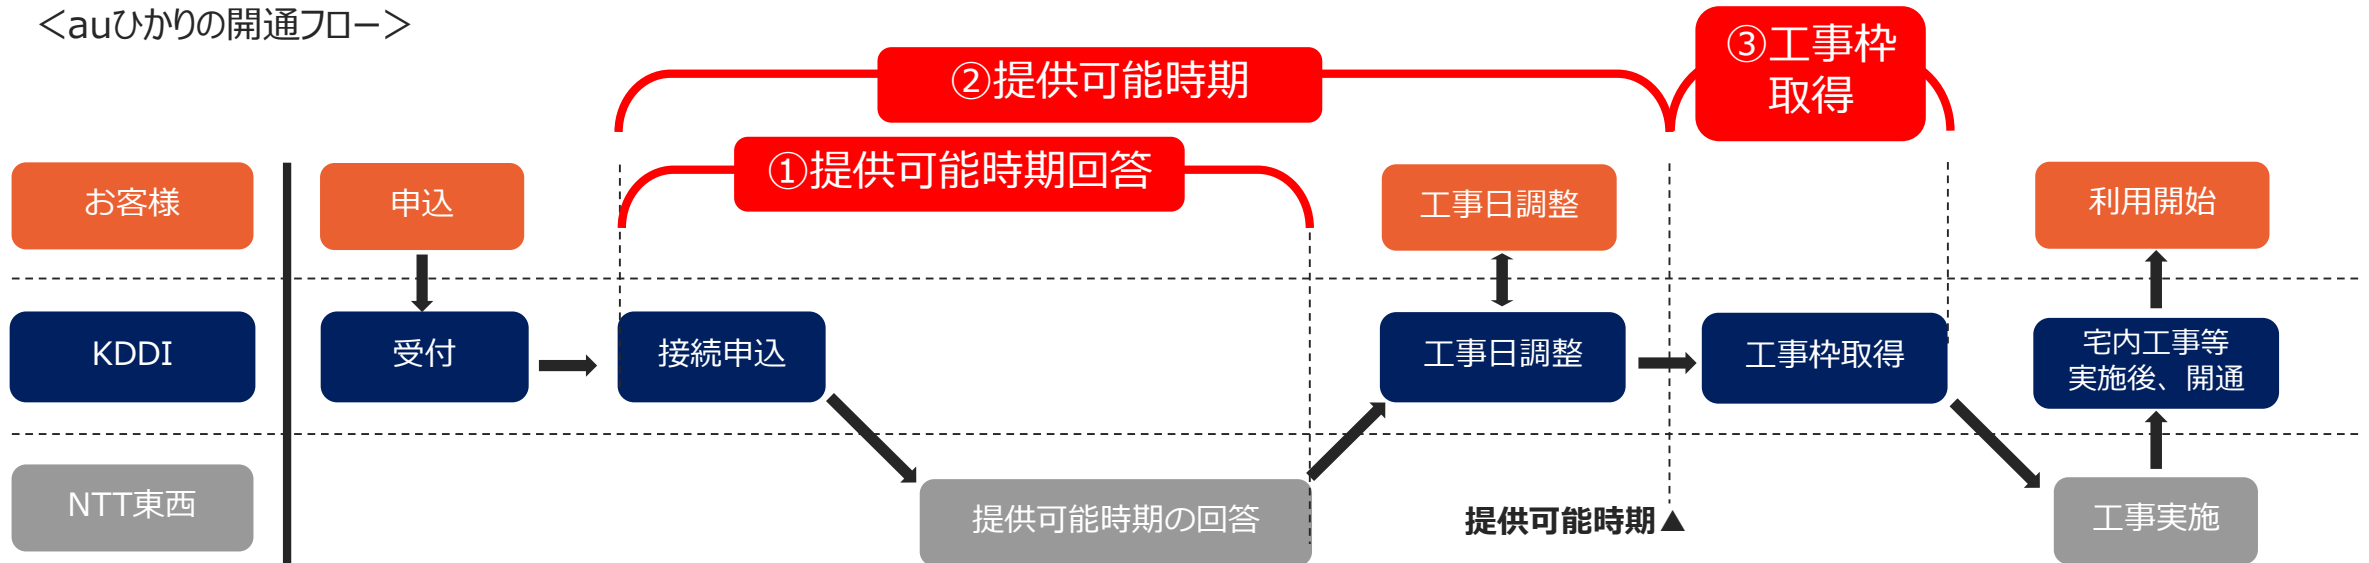 ＜auひかりの開通フロー＞
③工事枠
取得
②提供可能時期
①提供可能時期回答
お客様
申込
工事日調整
利用開始
KDDI
受付
接続申込
工事日調整
工事枠取得
宅内工事等
実施後、開通
NTT東西
提供可能時期の回答
提供可能時期▲
工事実施